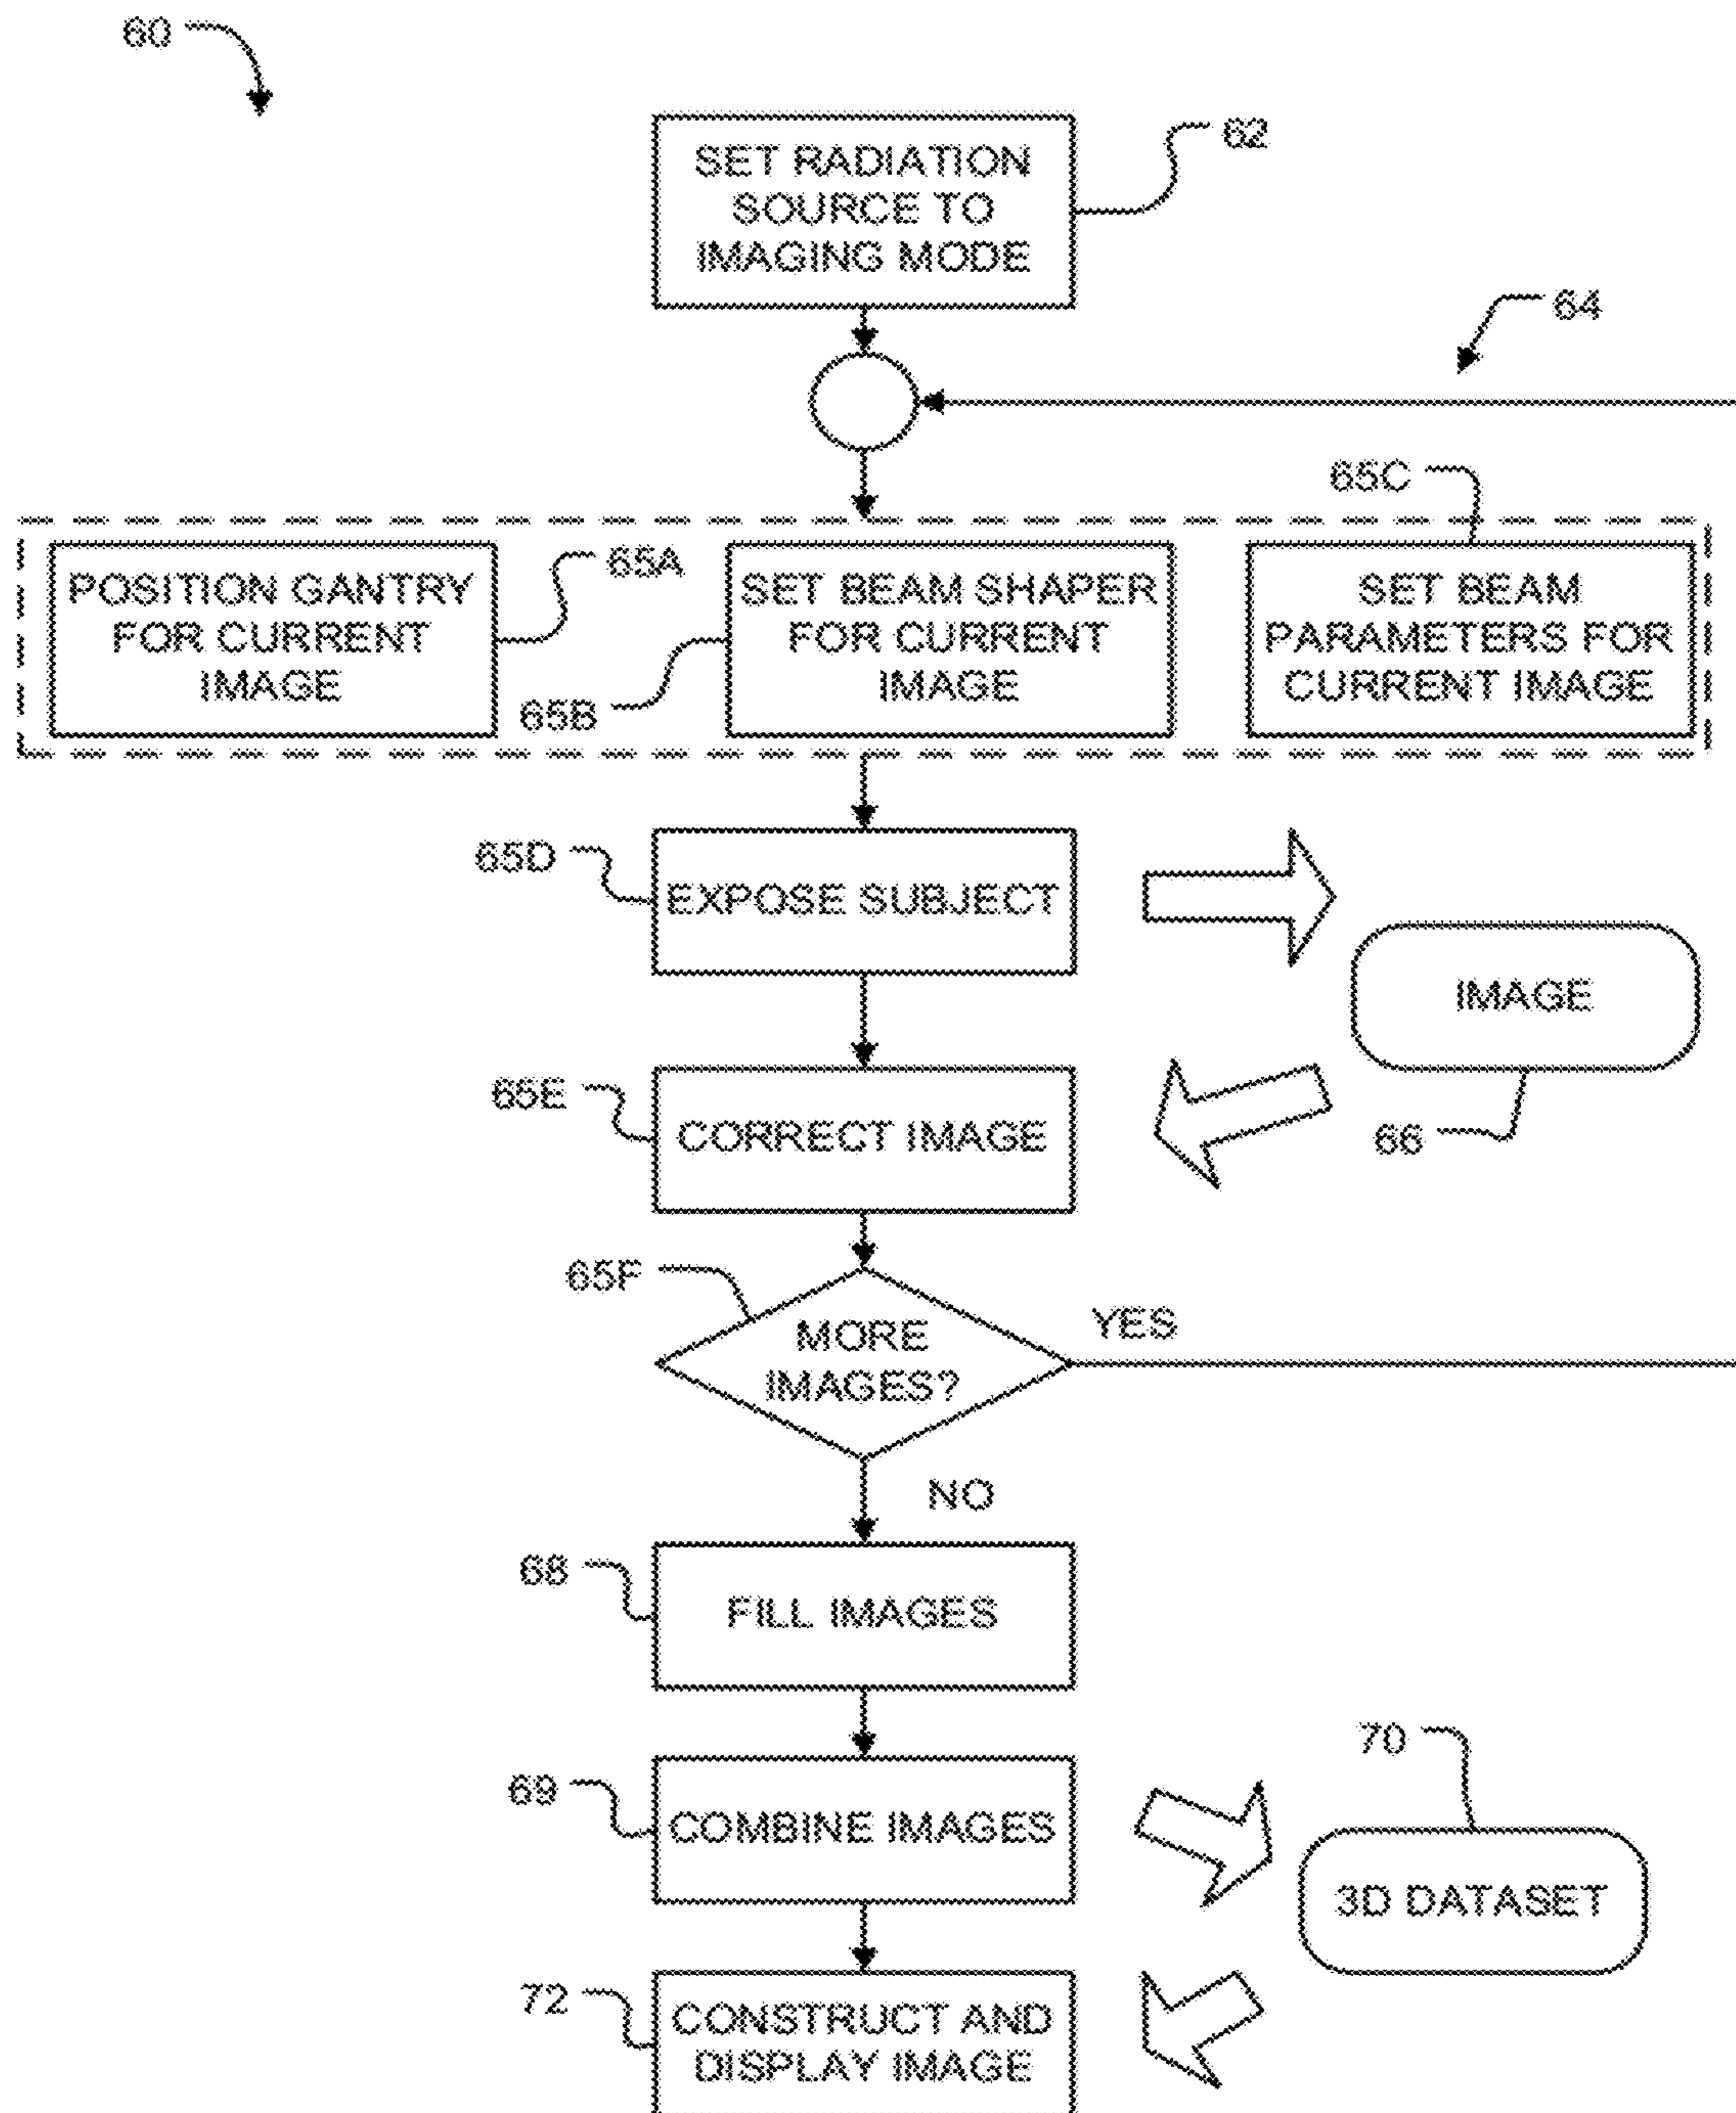 60
SET RADIATION
SOURCE TO
IMAGING MODE
62
64
65C
POSITION GANTRY
FOR CURRENT
IMAGE
65A
65B
SET BEAM SHAPER
FOR CURRENT
IMAGE
SET BEAM
PARAMETERS FOR
CURRENT IMAGE
65D
EXPOSE SUBJECT
IMAGE
66
65E
CORRECT IMAGE
65F
MORE
IMAGES?
YES
NO
68
FILL IMAGES
69
COMBINE IMAGES
70
3D DATASET
72
CONSTRUCT AND
DISPLAY IMAGE